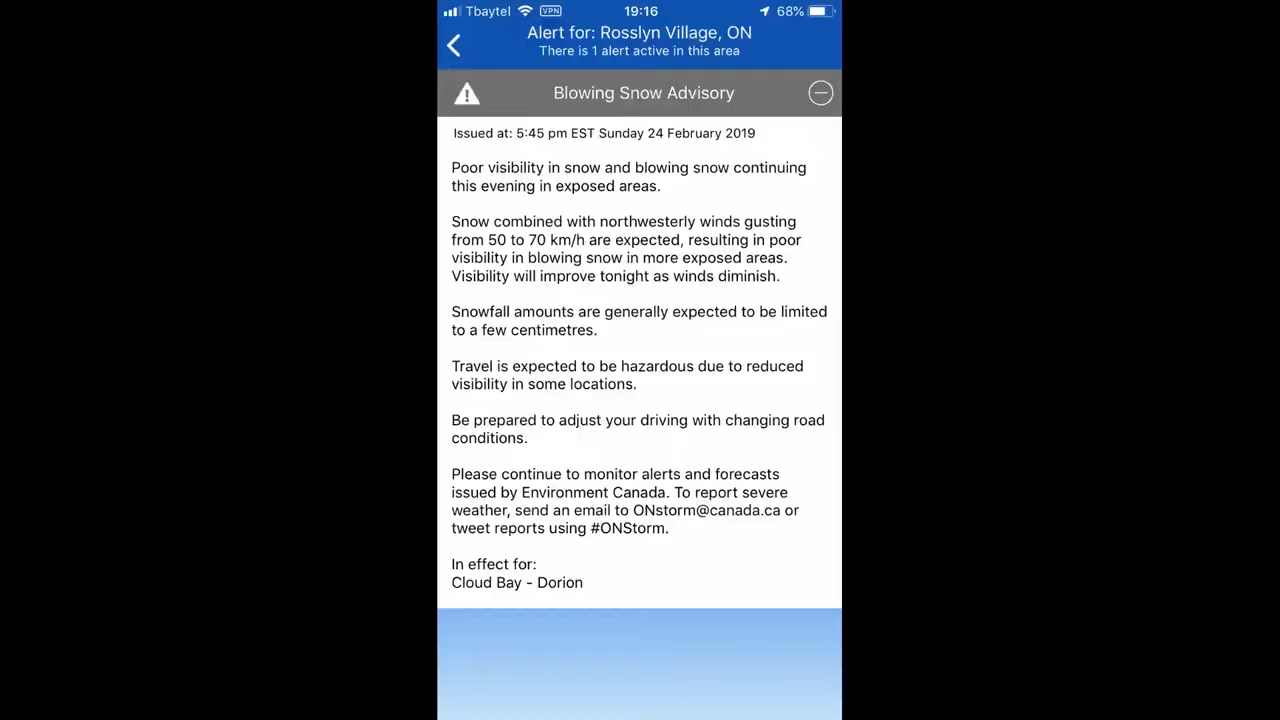 Tbaytel VPN 19:16 68%
Alert for: Rosslyn Village, ON
There is 1 alert active in this area
Blowing Snow Advisory
Issued at: 5:45 pm EST Sunday 24 February 2019
Poor visibility in snow and blowing snow continuing
this evening in exposed areas.
Snow combined with northwesterly winds gusting
from 50 to 70 km/h are expected, resulting in poor
visibility in blowing snow in more exposed areas.
Visibility will improve tonight as winds diminish.
Snowfall amounts are generally expected to be limited
to a few centimetres.
Travel is expected to be hazardous due to reduced
visibility in some locations.
Be prepared to adjust your driving with changing road
conditions.
Please continue to monitor alerts and forecasts
issued by Environment Canada. To report severe
weather, send an email to ONstorm@canada.ca or
tweet reports using #ONStorm.
In effect for:
Cloud Bay - Dorion